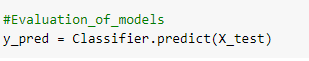 #Evaluation_of_models
y_pred = Classifier.predict(X_test)